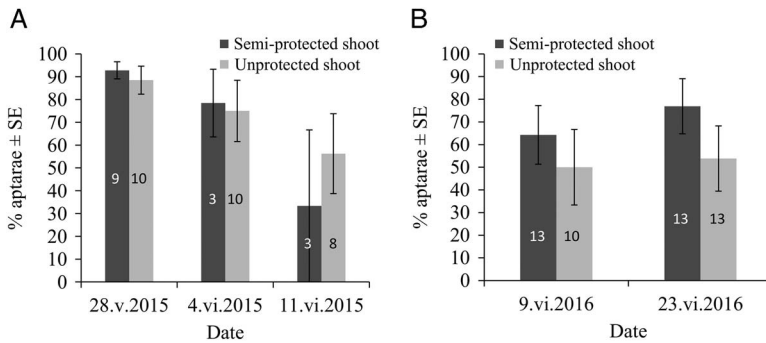 A
Semi-protected shoot
Unprotected shoot
% aptarae ± SE
100
90
80
70
60
50
40
30
20
10
0
9
10
3
10
3
8
28.v.2015
4.vi.2015
11.vi.2015
Date
B
Semi-protected shoot
Unprotected shoot
% aptarae ± SE
100
90
80
70
60
50
40
30
20
10
0
13
10
13
13
9.vi.2016
23.vi.2016
Date